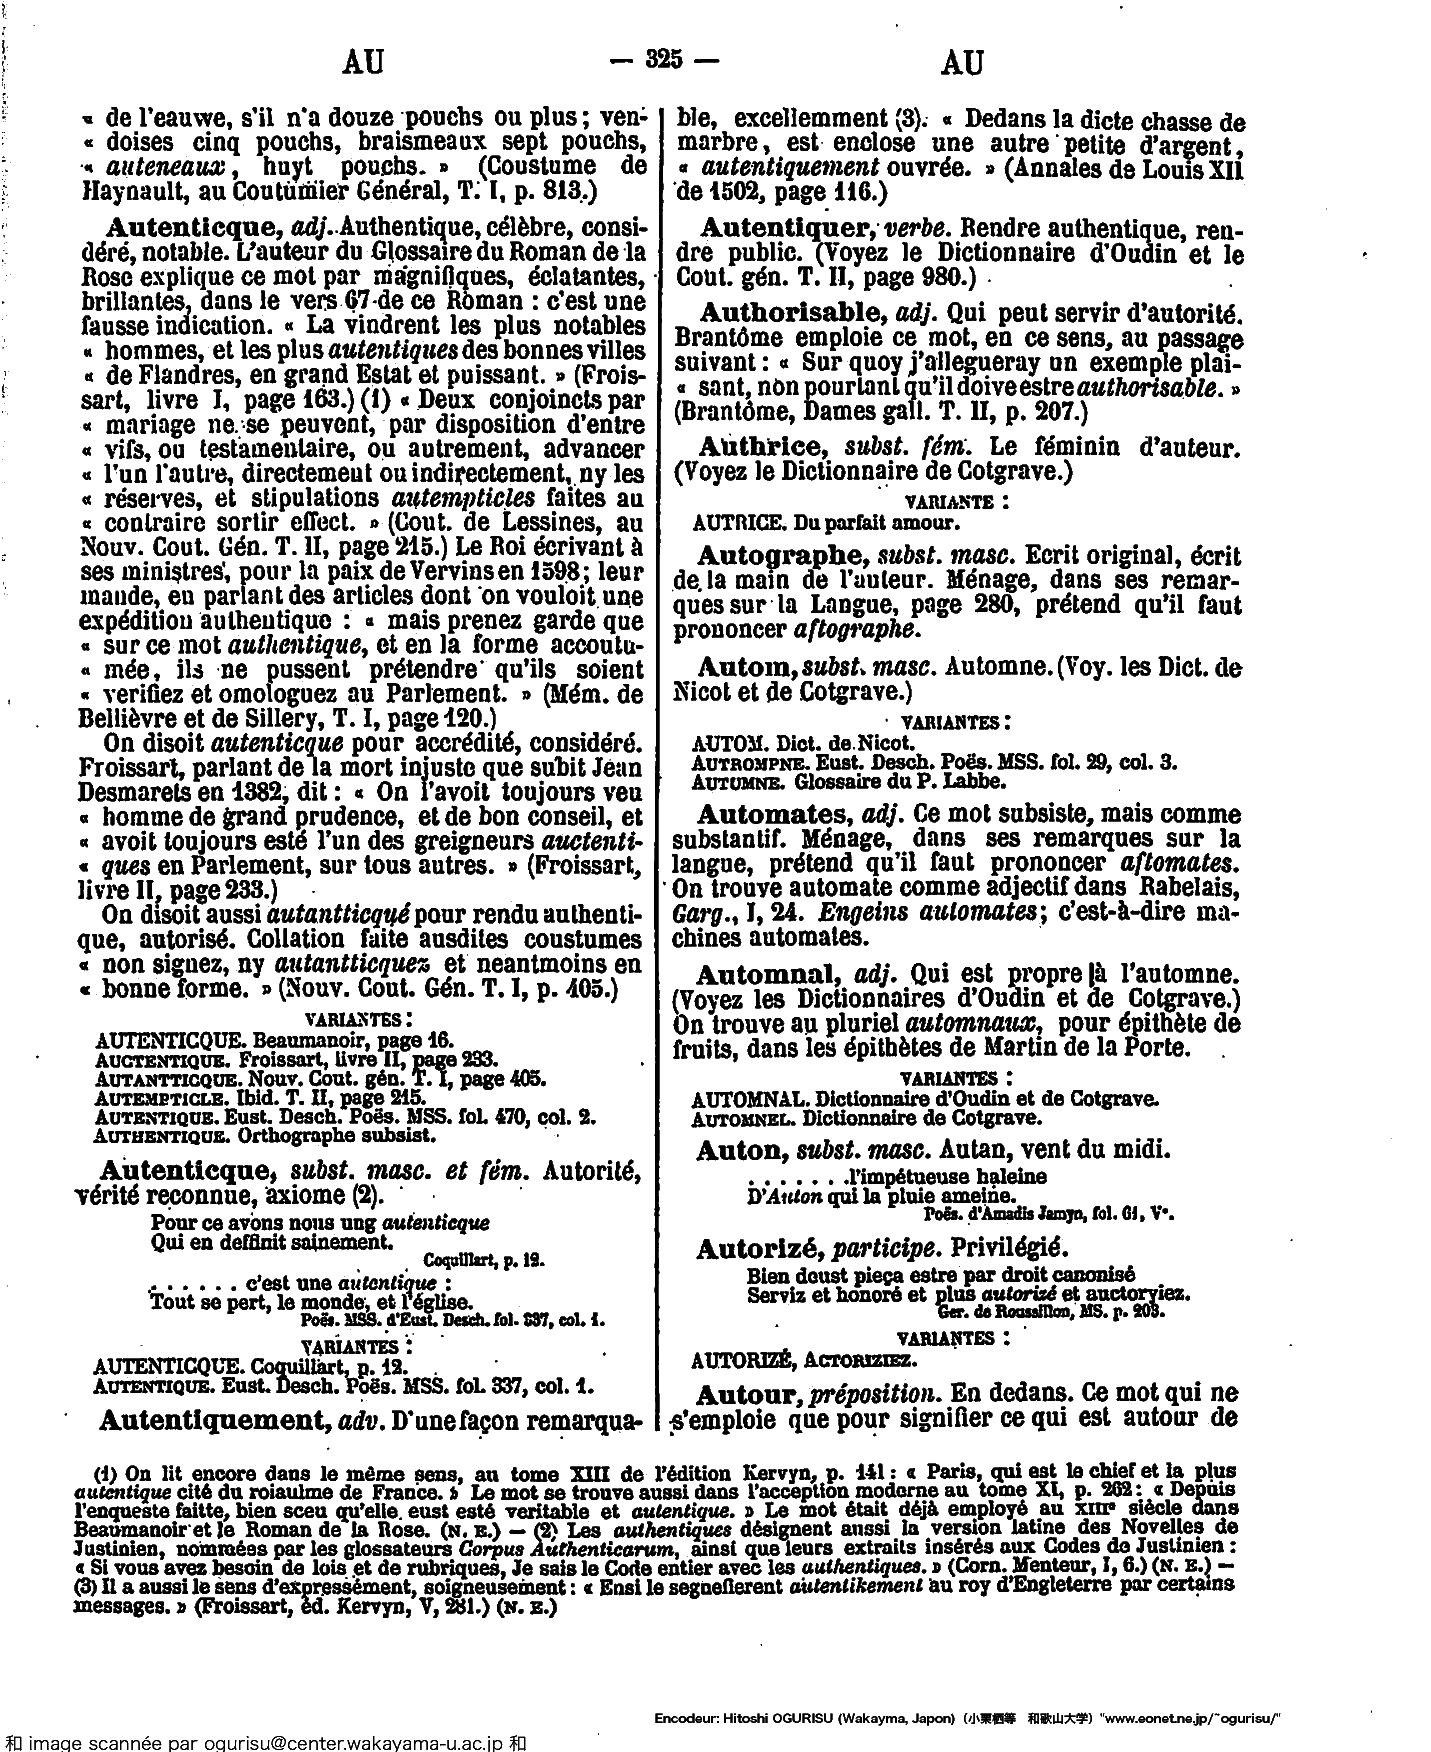 AU — 325 — AU
« de l'eauwe, s'il n'a douze pouchs ou plus ; ven-
« doises cinq pouchs, braismeaux sept pouchs,
« auteneaux, huyt pouchs. » (Coustume de
Haynault, au Coutumier Général, T. I, p. 813.)
Autenticque, adj. Authentique, célèbre, consi-
déré, notable. L'auteur du Glossaire du Roman de la
Rose explique ce mot par magnifiques, éclatantes,
brillantes, dans le vers 67 de ce Roman : c'est une
fausse indication. « La vindrent les plus notables
« hommes, et les plus autentiques des bonnes villes
« de Flandres, en grand Estat et puissant. » (Frois-
sart, livre I, page 163.) (1) « Deux conjoincts par
« mariage ne se peuvent, par disposition d'entre
« vifs, ou testamentaire, ou autrement, advancer
« l'un l'autre, directement ou indirectement, ny les
« réserves, et stipulations autempticles faites au
« contraire sortir effect. » (Cout. de Lessines, au
Nouv. Cout. Gén. T. II, page 215.) Le Roi écrivant à
ses ministres, pour la paix de Vervins en 1598 ; leur
mande, en parlant des articles dont on vouloit une
expédition authentique : « mais prenez garde que
« sur ce mot authentique, et en la forme accoutu-
« mée, ils ne pussent prétendre qu'ils soient
« verifiez et omologuez au Parlement. » (Mém. de
Bellièvre et de Sillery, T. I, page 120.)
On disoit autenticque pour accrédité, considéré.
Froissart, parlant de la mort injuste que subit Jean
Desmarets en 1382, dit : « On l'avoit toujours veu
« homme de grand prudence, et de bon conseil, et
« avoit toujours esté l'un des greigneurs auctenti-
« ques en Parlement, sur tous autres. » (Froissart,
livre II, page 233.)
On disoit aussi autantticqué pour rendu authenti-
que, autorisé. Collation faite ausdites coustumes
« non signez, ny autantticquez et neantmoins en
« bonne forme. » (Nouv. Cout. Gén. T. I, p. 405.)
VARIANTES :
AUTENTICQUE. Beaumanoir, page 16.
AUCTENTIQUE. Froissart, livre II, page 233.
AUTANTTICQUE. Nouv. Cout. gén. T. I, page 405.
AUTEMPTICLE. Ibid. T. II, page 215.
AUTENTIQUE. Eust. Desch. Poës. MSS. fol. 470, col. 2.
AUTHENTIQUE. Orthographe subsist.
Autenticque, subst. masc. et fém. Autorité,
vérité reconnue, axiome (2).
Pour ce avons nous ung autenticque
Qui en deffinit sainement.
Coquillart, p. 12.
. . . . . . c'est une autentique :
Tout se pert, le monde, et l'église.
Poës. MSS. d'Eust. Desch. fol. 337, col. 1.
VARIANTES :
AUTENTICQUE. Coquillart, p. 12.
AUTENTIQUE. Eust. Desch. Poës. MSS. fol. 337, col. 1.
Autentiquement, adv. D'une façon remarqua-
ble, excellemment (3). « Dedans la dicte chasse de
marbre, est enclose une autre petite d'argent,
« autentiquement ouvrée. » (Annales de Louis XII
de 1502, page 116.)
Autentiquer, verbe. Rendre authentique, ren-
dre public. (Voyez le Dictionnaire d'Oudin et le
Cout. gén. T. II, page 980.)
Authorisable, adj. Qui peut servir d'autorité.
Brantôme emploie ce mot, en ce sens, au passage
suivant : « Sur quoy j'allegueray un exemple plai-
« sant, non pourtant qu'il doive estre authorisable. »
(Brantôme, Dames gall. T. II, p. 207.)
Authrice, subst. fém. Le féminin d'auteur.
(Voyez le Dictionnaire de Cotgrave.)
VARIANTE :
AUTRICE. Du parfait amour.
Autographe, subst. masc. Ecrit original, écrit
de la main de l'auteur. Ménage, dans ses remar-
ques sur la Langue, page 280, prétend qu'il faut
prononcer aftographe.
Autom, subst. masc. Automne. (Voy. les Dict. de
Nicot et de Cotgrave.)
VARIANTES :
AUTOM. Dict. de Nicot.
AUTROMPNE. Eust. Desch. Poës. MSS. fol. 29, col. 3.
AUTUMNE. Glossaire du P. Labbe.
Automates, adj. Ce mot subsiste, mais comme
substantif. Ménage, dans ses remarques sur la
langue, prétend qu'il faut prononcer aftomates.
On trouve automate comme adjectif dans Rabelais,
Garg., I, 24. Engeins automates ; c'est-à-dire ma-
chines automates.
Automnal, adj. Qui est propre à l'automne.
(Voyez les Dictionnaires d'Oudin et de Cotgrave.)
On trouve au pluriel automnaux, pour épithète de
fruits, dans les épithètes de Martin de la Porte.
VARIANTES :
AUTOMNAL. Dictionnaire d'Oudin et de Cotgrave.
AUTOMNEL. Dictionnaire de Cotgrave.
Auton, subst. masc. Autan, vent du midi.
. . . . . . . l'impétueuse haleine
D'Auton qui la pluie ameine.
Poës. d'Amadis Jamyn, fol. 61, V°.
Autorizé, participe. Privilégié.
Bien deust pieça estre par droit canonisé
Serviz et honoré et plus autorizé et auctoryiez.
Ger. de Roussillon, MS. p. 203.
VARIANTES :
AUTORIZÉ, ACTORIZIEZ.
Autour, préposition. En dedans. Ce mot qui ne
s'emploie que pour signifier ce qui est autour de
(1) On lit encore dans le même sens, au tome XIII de l'édition Kervyn, p. 141 : « Paris, qui est le chief et la plus
autentique cité du roiaulme de France. » Le mot se trouve aussi dans l'acception moderne au tome XI, p. 262 : « Depuis
l'enqueste faitte, bien sceu qu'elle eust esté veritable et autentique. » Le mot était déjà employé au XIIIe siècle dans
Beaumanoir et le Roman de la Rose. (N. E.) — (2) Les authentiques désignent aussi la version latine des Novelles de
Justinien, nommées par les glossateurs Corpus Authenticarum, ainsi que leurs extraits insérés aux Codes de Justinien :
« Si vous avez besoin de lois et de rubriques, Je sais le Code entier avec les authentiques. » (Corn. Menteur, I, 6.) (N. E.) —
(3) Il a aussi le sens d'expressément, soigneusement : « Ensi le segnefierent autentikement au roy d'Engleterre par certains
messages. » (Froissart, éd. Kervyn, V, 281.) (N. E.)
Encodeur: Hitoshi OGURISU (Wakayma, Japon) (小栗栖等 和歌山大学) "www.eonet.ne.jp/~ogurisu/"
和 image scannée par ogurisu@center.wakayama-u.ac.jp 和